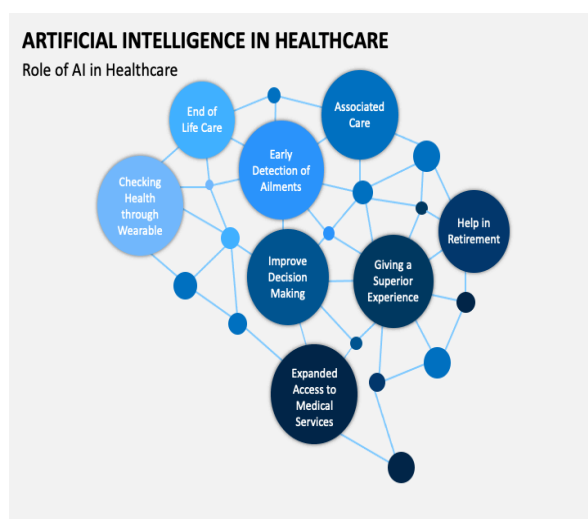 ARTIFICIAL INTELLIGENCE IN HEALTHCARE
Role of AI in Healthcare
End of
Life Care
Associated
Care
Early
Detection of
Ailments
Checking
Health
through
Wearable
Help in
Retirement
Improve
Decision
Making
Giving a
Superior
Experience
Expanded
Access to
Medical
Services